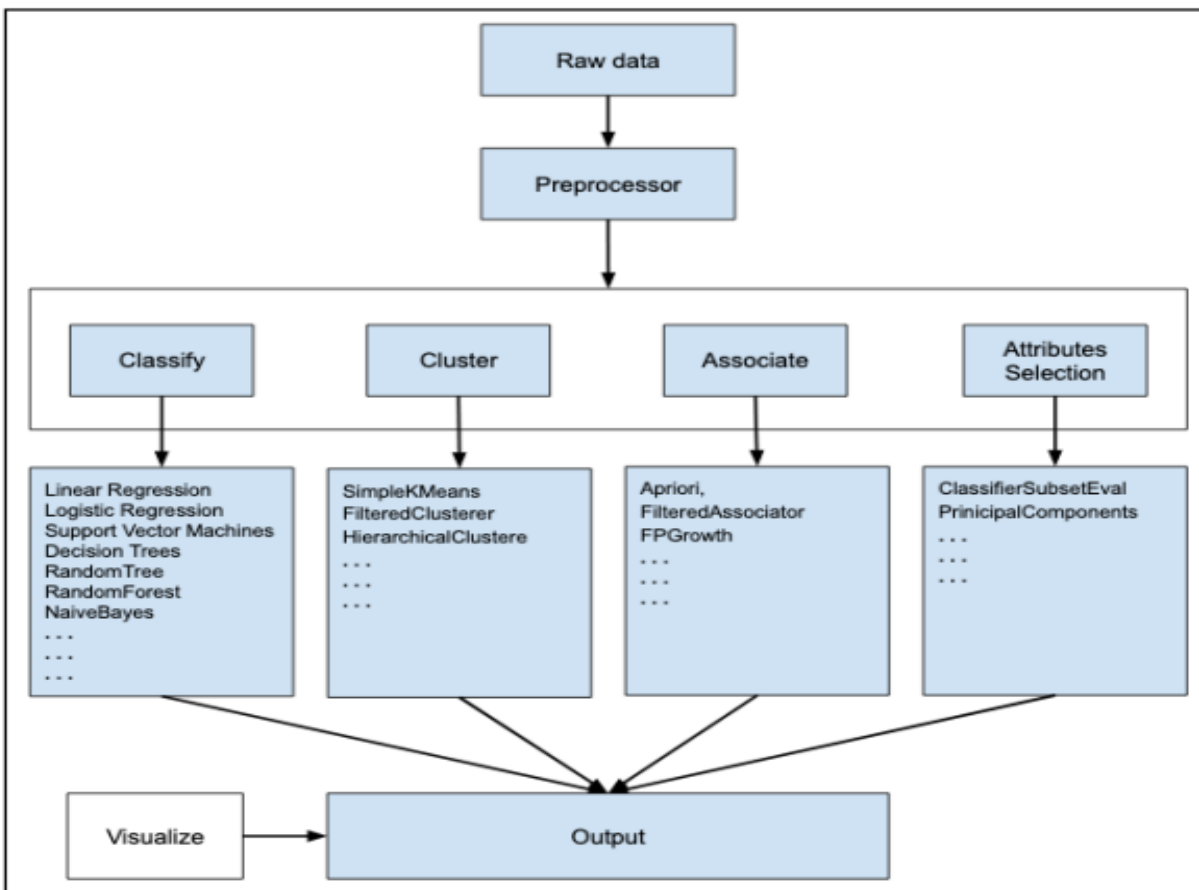 Raw data
Preprocessor
Classify
Cluster
Associate
Attributes
Selection
Linear Regression
Logistic Regression
Support Vector Machines
Decision Trees
RandomTree
RandomForest
NaiveBayes
. . .
. . .
. . .
SimpleKMeans
FilteredClusterer
HierarchicalClustere
. . .
. . .
. . .
Apriori,
FilteredAssociator
FPGrowth
. . .
. . .
. . .
ClassifierSubsetEval
PrinicipalComponents
. . .
. . .
. . .
Visualize
Output